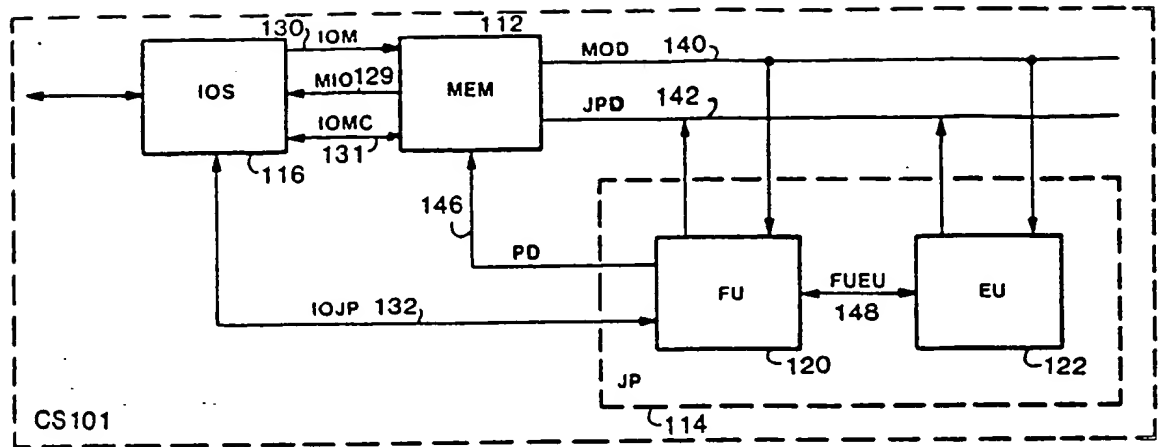 130 IOM
112
MOD 140
IOS
MIO 129
MEM
JPD 142
IOMC
131
116
146
PD
FU
FUEU
148
EU
IOJP 132
120
122
JP
CS101
114